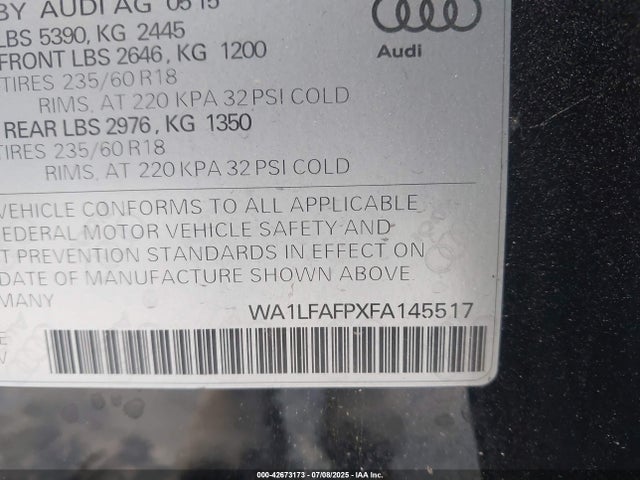 BY AUDI AG 05 15
LBS 5390, KG 2445
FRONT LBS 2646, KG 1200
TIRES 235/60 R18
RIMS, AT 220 KPA 32 PSI COLD
REAR LBS 2976, KG 1350
TIRES 235/60 R18
RIMS, AT 220 KPA 32 PSI COLD
Audi
VEHICLE CONFORMS TO ALL APPLICABLE
EDERAL MOTOR VEHICLE SAFETY AND
T PREVENTION STANDARDS IN EFFECT ON
DATE OF MANUFACTURE SHOWN ABOVE
MANY
WA1LFAFPXFA145517
E
W
000-42673173 - 07/08/2025 - IAA Inc.